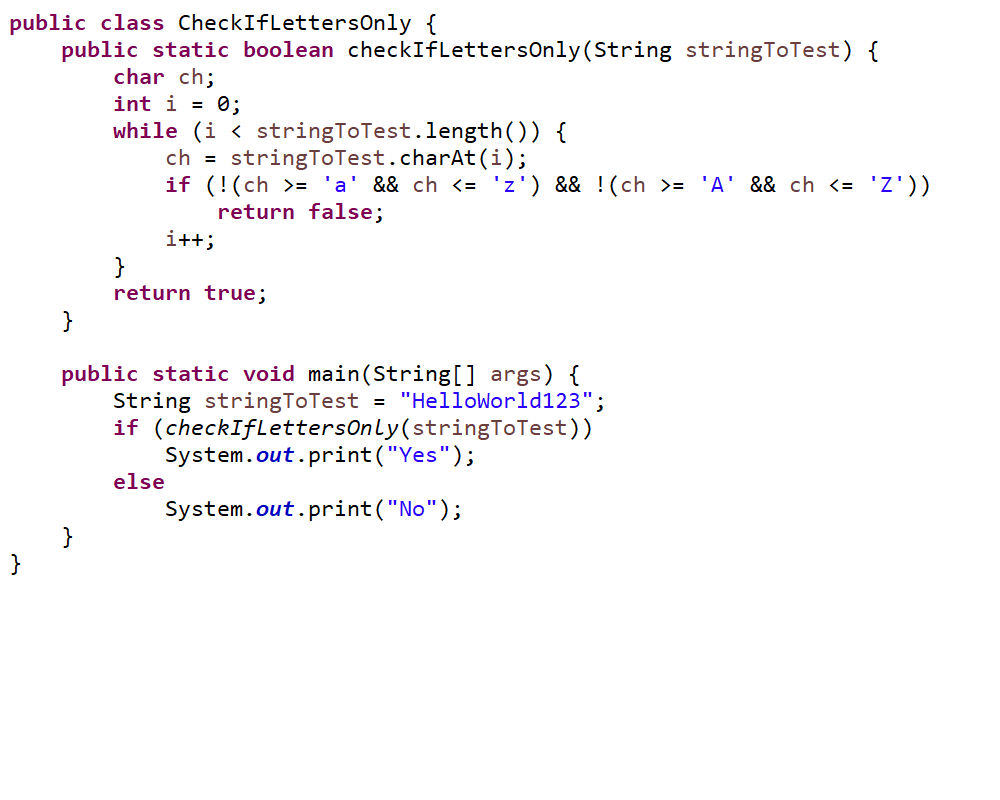 public class CheckIfLettersOnly {
    public static boolean checkIfLettersOnly(String stringToTest) {
        char ch;
        int i = 0;
        while (i < stringToTest.length()) {
            ch = stringToTest.charAt(i);
            if (!(ch >= 'a' && ch <= 'z') && !(ch >= 'A' && ch <= 'Z'))
                return false;
            i++;
        }
        return true;
    }

    public static void main(String[] args) {
        String stringToTest = "HelloWorld123";
        if (checkIfLettersOnly(stringToTest))
            System.out.print("Yes");
        else
            System.out.print("No");
    }
}